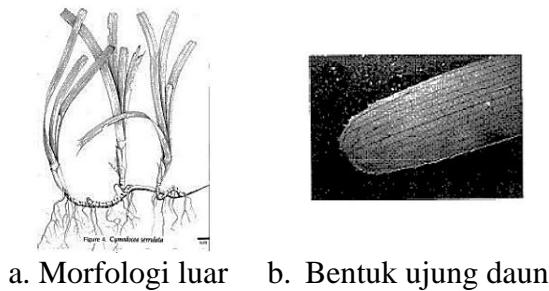 Figure 4. Cymodocea serrulata
a. Morfologi luar b. Bentuk ujung daun